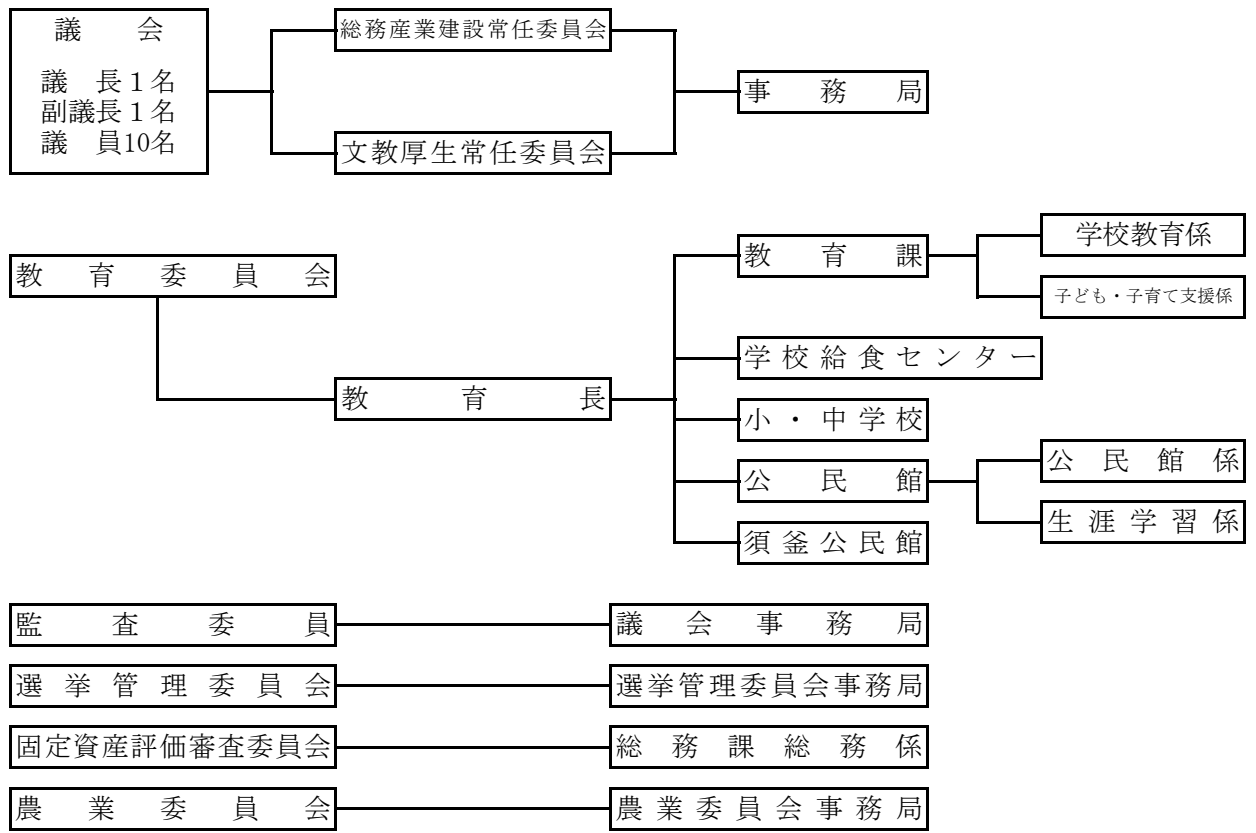 議 会
議 長１名
副議長１名
議 員10名
総務産業建設常任委員会
文教厚生常任委員会
事務局
教育委員会
教育長
教育課
学校教育係
子ども・子育て支援係
学校給食センター
小・中学校
公民館
公民館係
生涯学習係
須釜公民館
監査委員
議会事務局
選挙管理委員会
選挙管理委員会事務局
固定資産評価審査委員会
総務課総務係
農業委員会
農業委員会事務局